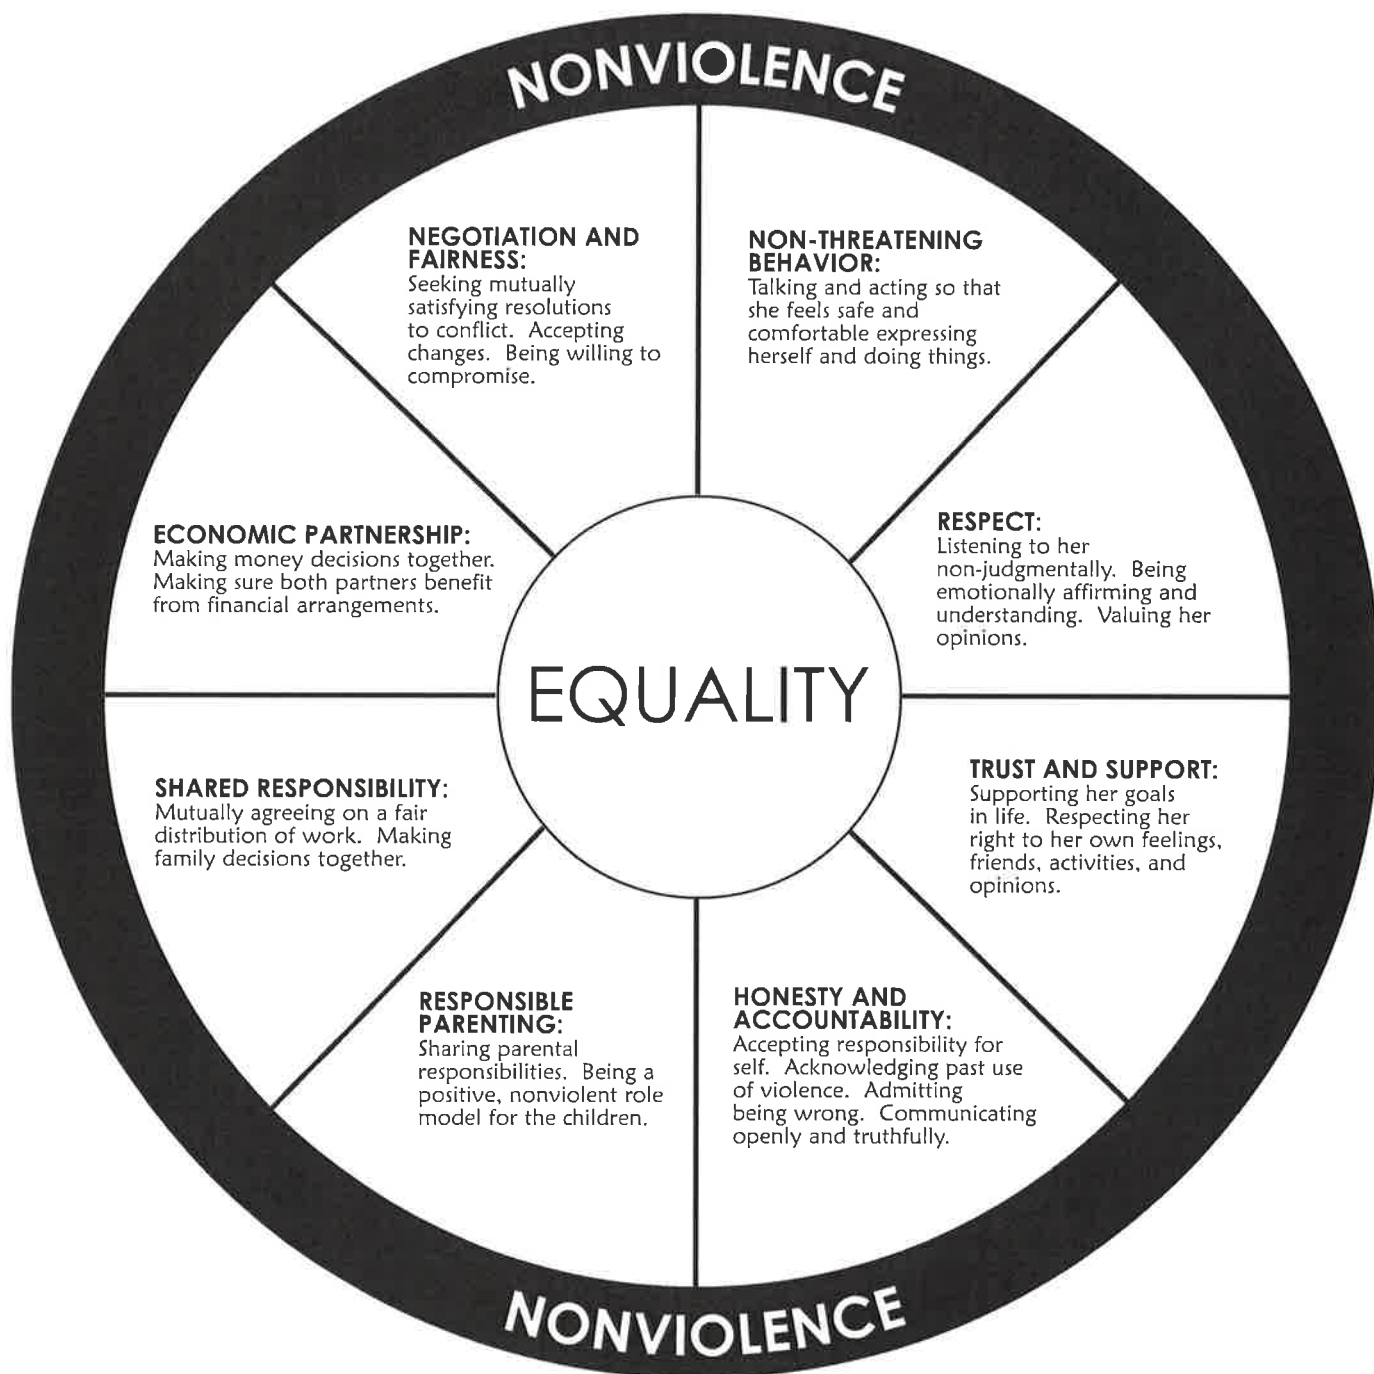 NONVIOLENCE
NEGOTIATION AND
FAIRNESS:
Seeking mutually
satisfying resolutions
to conflict. Accepting
changes. Being willing to
compromise.
NON-THREATENING
BEHAVIOR:
Talking and acting so that
she feels safe and
comfortable expressing
herself and doing things.
ECONOMIC PARTNERSHIP:
Making money decisions together.
Making sure both partners benefit
from financial arrangements.
RESPECT:
Listening to her
non-judgmentally. Being
emotionally affirming and
understanding. Valuing her
opinions.
EQUALITY
SHARED RESPONSIBILITY:
Mutually agreeing on a fair
distribution of work. Making
family decisions together.
TRUST AND SUPPORT:
Supporting her goals
in life. Respecting her
right to her own feelings,
friends, activities, and
opinions.
RESPONSIBLE
PARENTING:
Sharing parental
responsibilities. Being a
positive, nonviolent role
model for the children.
HONESTY AND
ACCOUNTABILITY:
Accepting responsibility for
self. Acknowledging past use
of violence. Admitting
being wrong. Communicating
openly and truthfully.
NONVIOLENCE